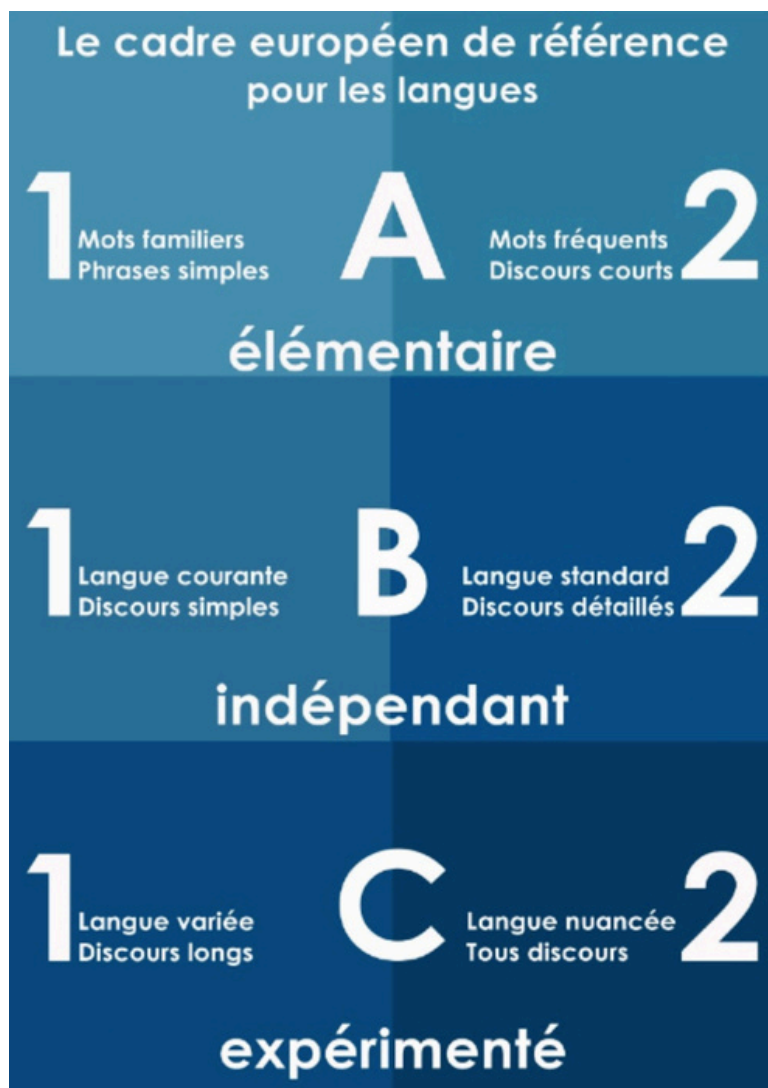 Le cadre européen de référence
pour les langues
1 Mots familiers
Phrases simples
A
Mots fréquents
Discours courts 2
élémentaire
1 Langue courante
Discours simples
B
Langue standard
Discours détaillés 2
indépendant
1 Langue variée
Discours longs
C
Langue nuancée
Tous discours 2
expérimenté